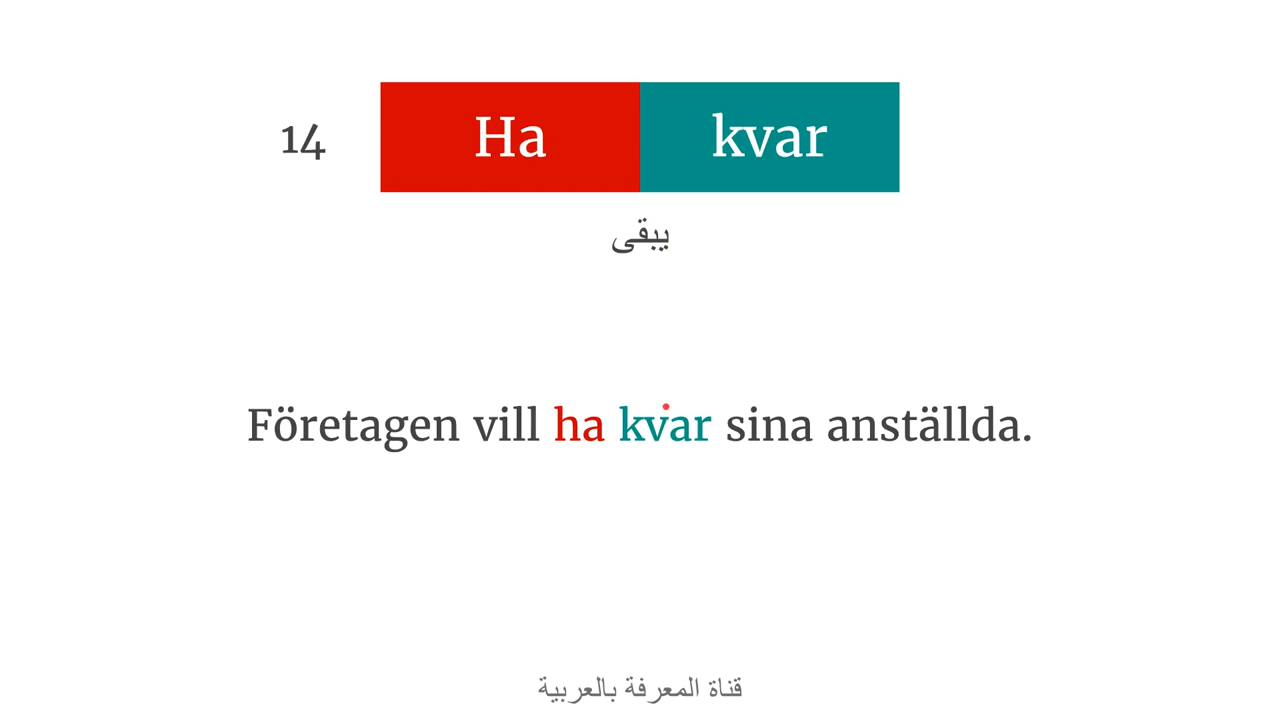 14 Ha kvar
يبقى
Företagen vill ha kvar sina anställda.
قناة المعرفة بالعربية